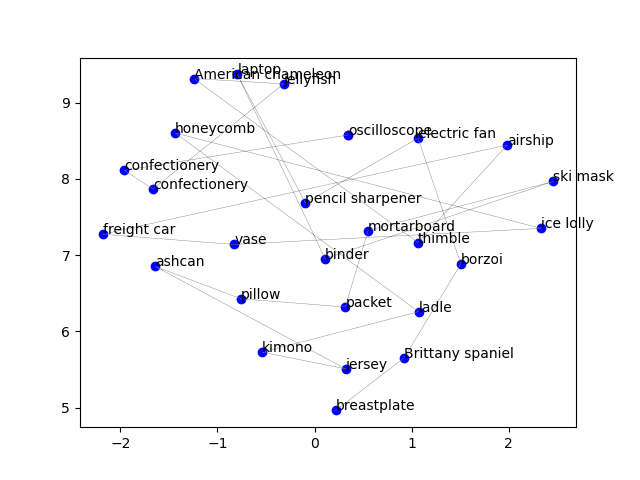 laptop
American chameleon
jellyfish
9
honeycomb
oscilloscope
electric fan
airship
confectionery
8
confectionery
ski mask
pencil sharpener
freight car
vase
mortarboard
thimble
ice lolly
7
ashcan
binder
borzoi
pillow
packet
ladle
6
kimono
jersey
Brittany spaniel
breastplate
5
−2
−1
0
1
2